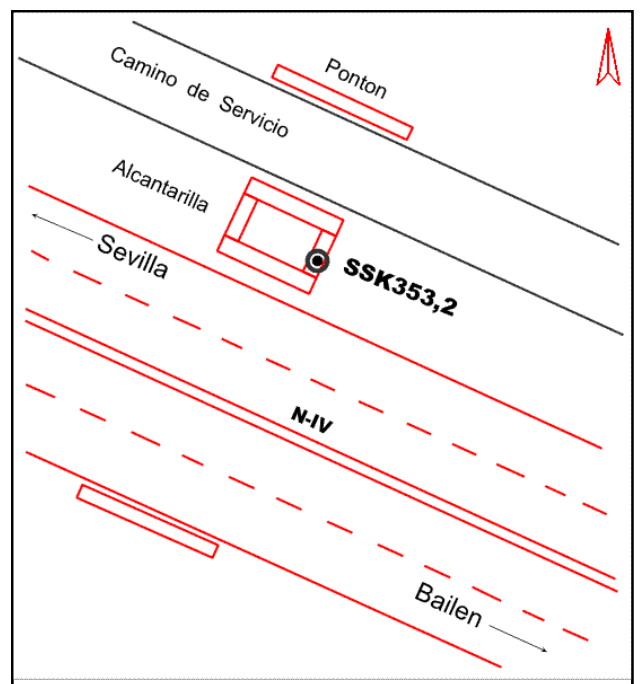 Ponton
Camino de Servicio
Alcantarilla
Sevilla
SSK353,2
N-IV
Bailen